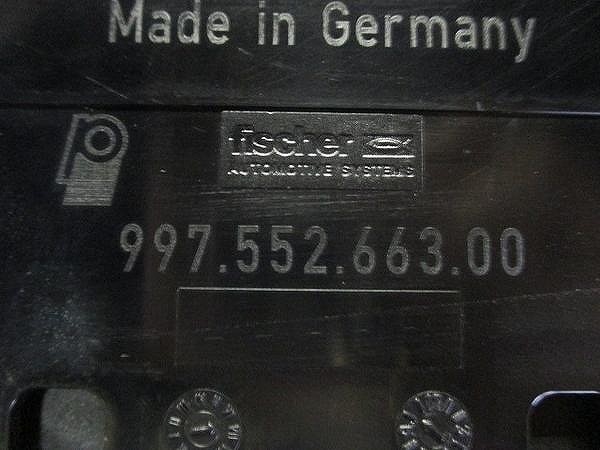 Made in Germany
fischer
AUTOMOTIVE SYSTEMS
997.552.663.00